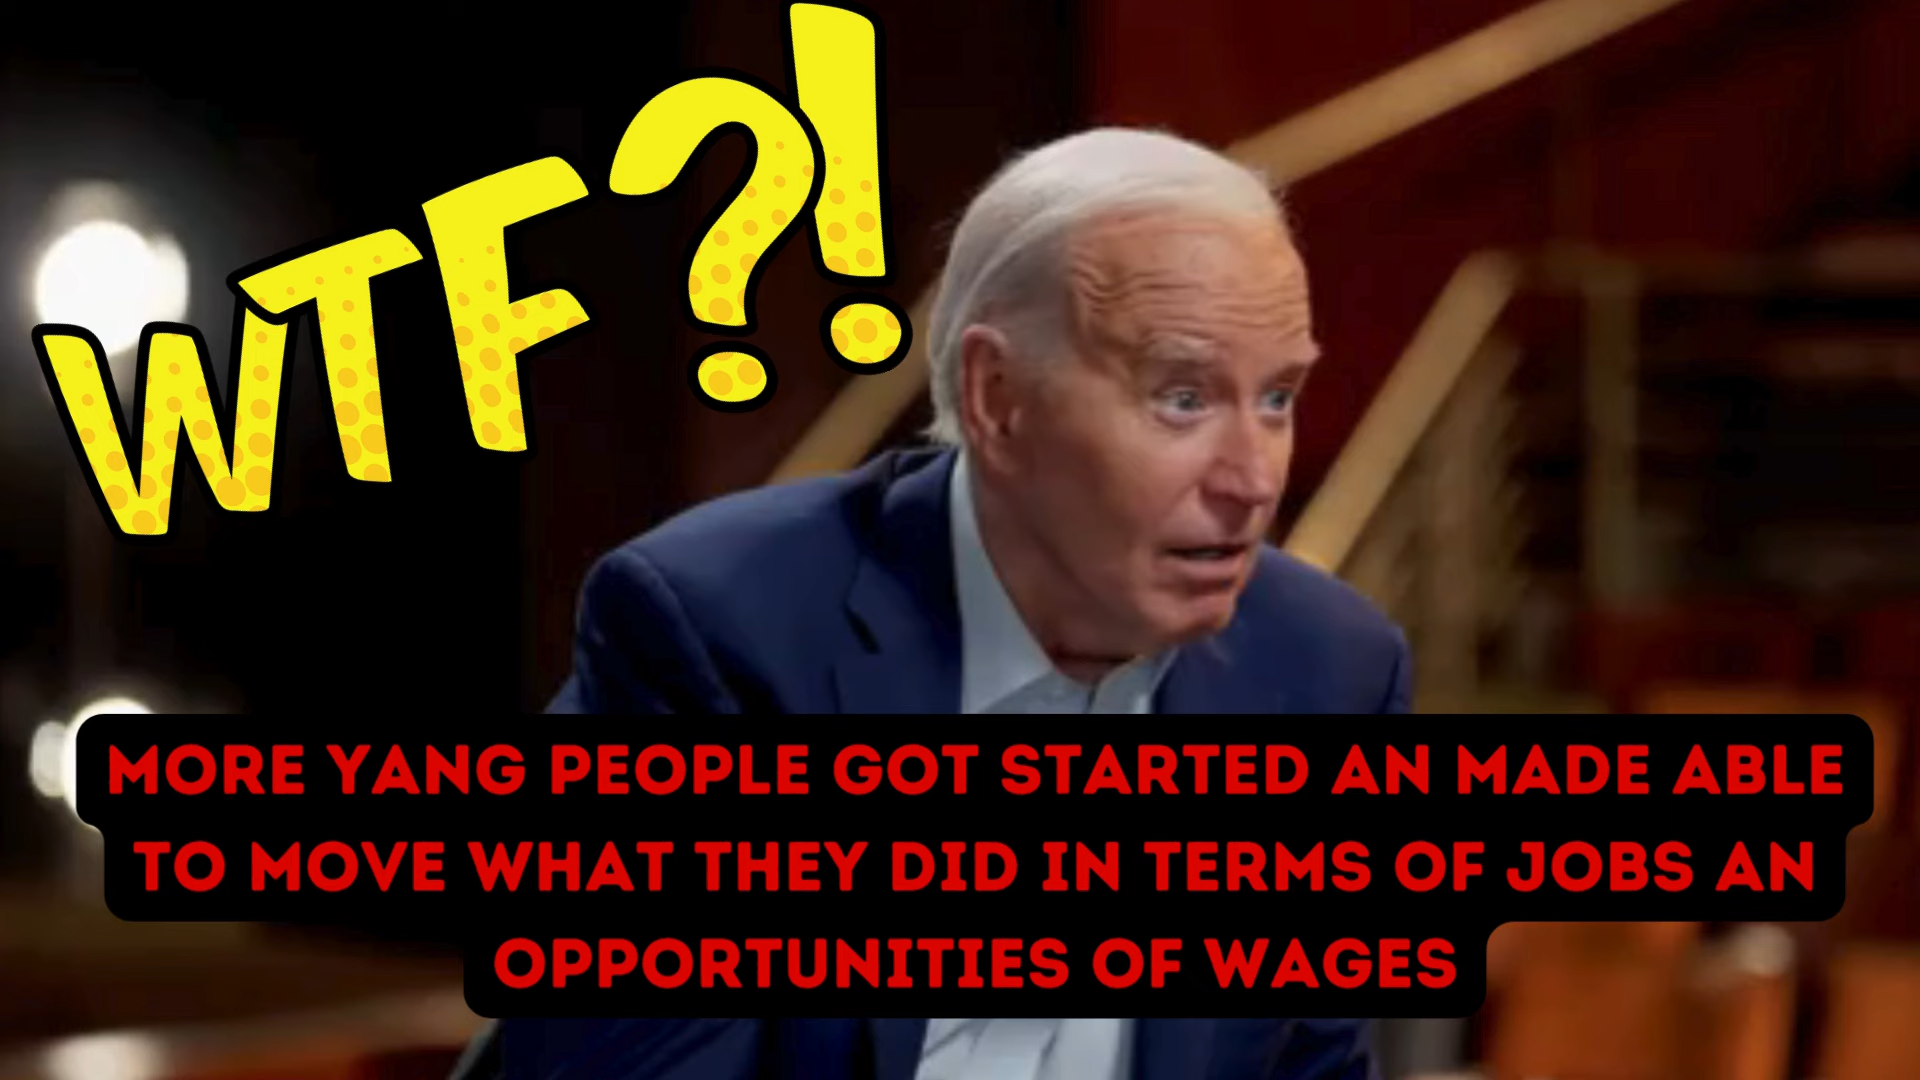 WTF?!
MORE YANG PEOPLE GOT STARTED AN MADE ABLE
TO MOVE WHAT THEY DID IN TERMS OF JOBS AN
OPPORTUNITIES OF WAGES